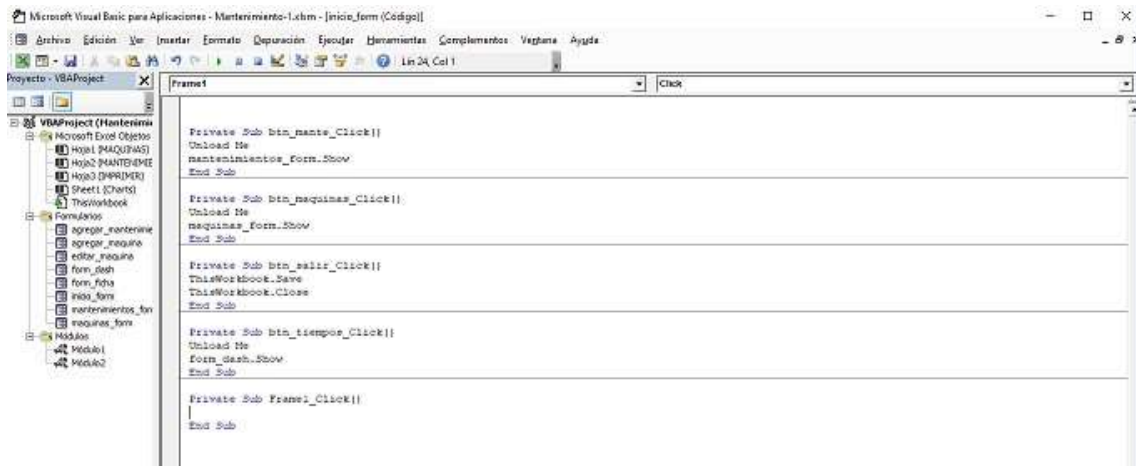 Microsoft Visual Basic para Aplicaciones - Mantenimiento-1.xlsm - [inicio_form (Código)]
Archivo Edición Ver Insertar Formato Depuración Ejecutar Herramientas Complementos Ventana Ayuda
Lín 24, Col 1
Proyecto - VBAProject
VBAProject (Mantenimie
Microsoft Excel Objetos
Hoja1 (MAQUINAS)
Hoja2 (MANTENIMIE
Hoja3 (IMPRIMIR)
Sheet1 (Charts)
ThisWorkbook
Formularios
agregar_mantenimie
agregar_maquina
editar_maquina
form_dash
form_ficha
inicio_form
mantenimientos_for
maquinas_form
Módulos
Módulo1
Módulo2
Frame1
Click
Private Sub btn_mante_Click()
Unload Me
mantenimientos_form.Show
End Sub
Private Sub btn_maquinas_Click()
Unload Me
maquinas_form.Show
End Sub
Private Sub btn_salir_Click()
ThisWorkbook.Save
ThisWorkbook.Close
End Sub
Private Sub btn_tiempos_Click()
Unload Me
form_dash.Show
End Sub
Private Sub Frame1_Click()
End Sub